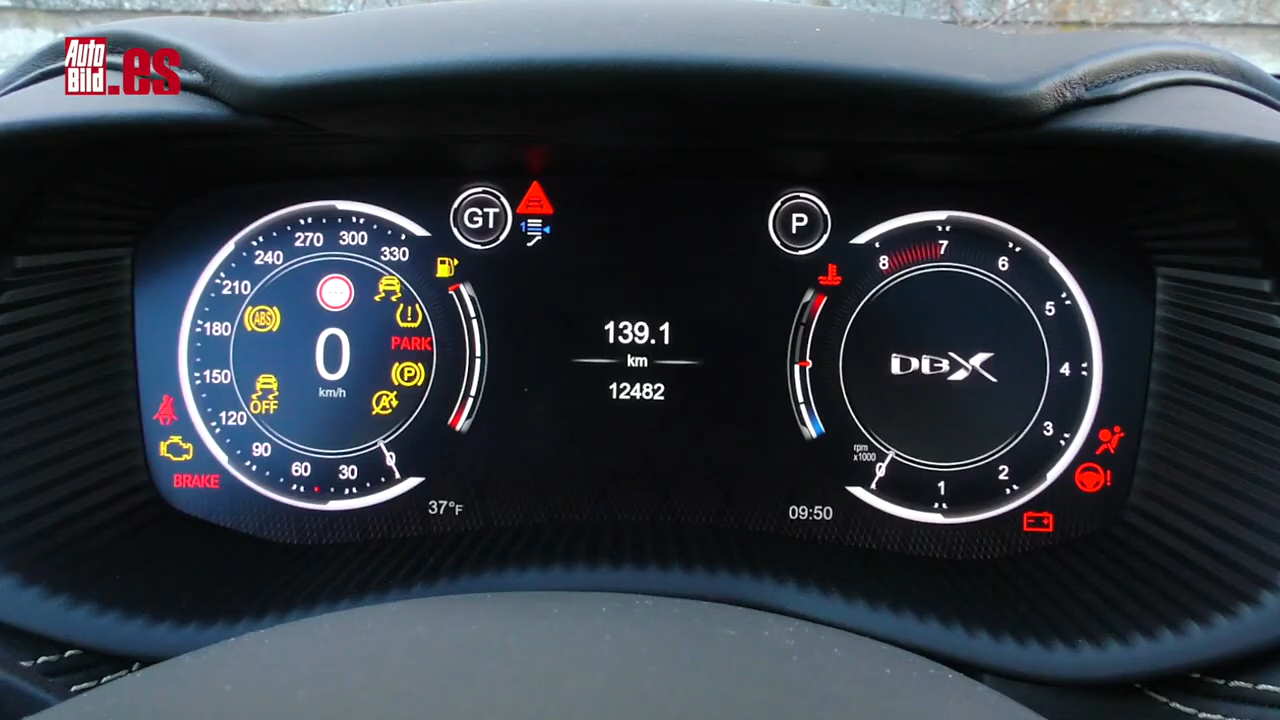 Auto
Bild
.es
GT
P
1
270
300
240
330
210
ABS
180
PARK
0
P
150
km/h
A
OFF
120
90
60
30
0
BRAKE
37°F
139.1
km
12482
09:50
8
7
6
5
4
DBX
3
rpm
x1000
0
1
2